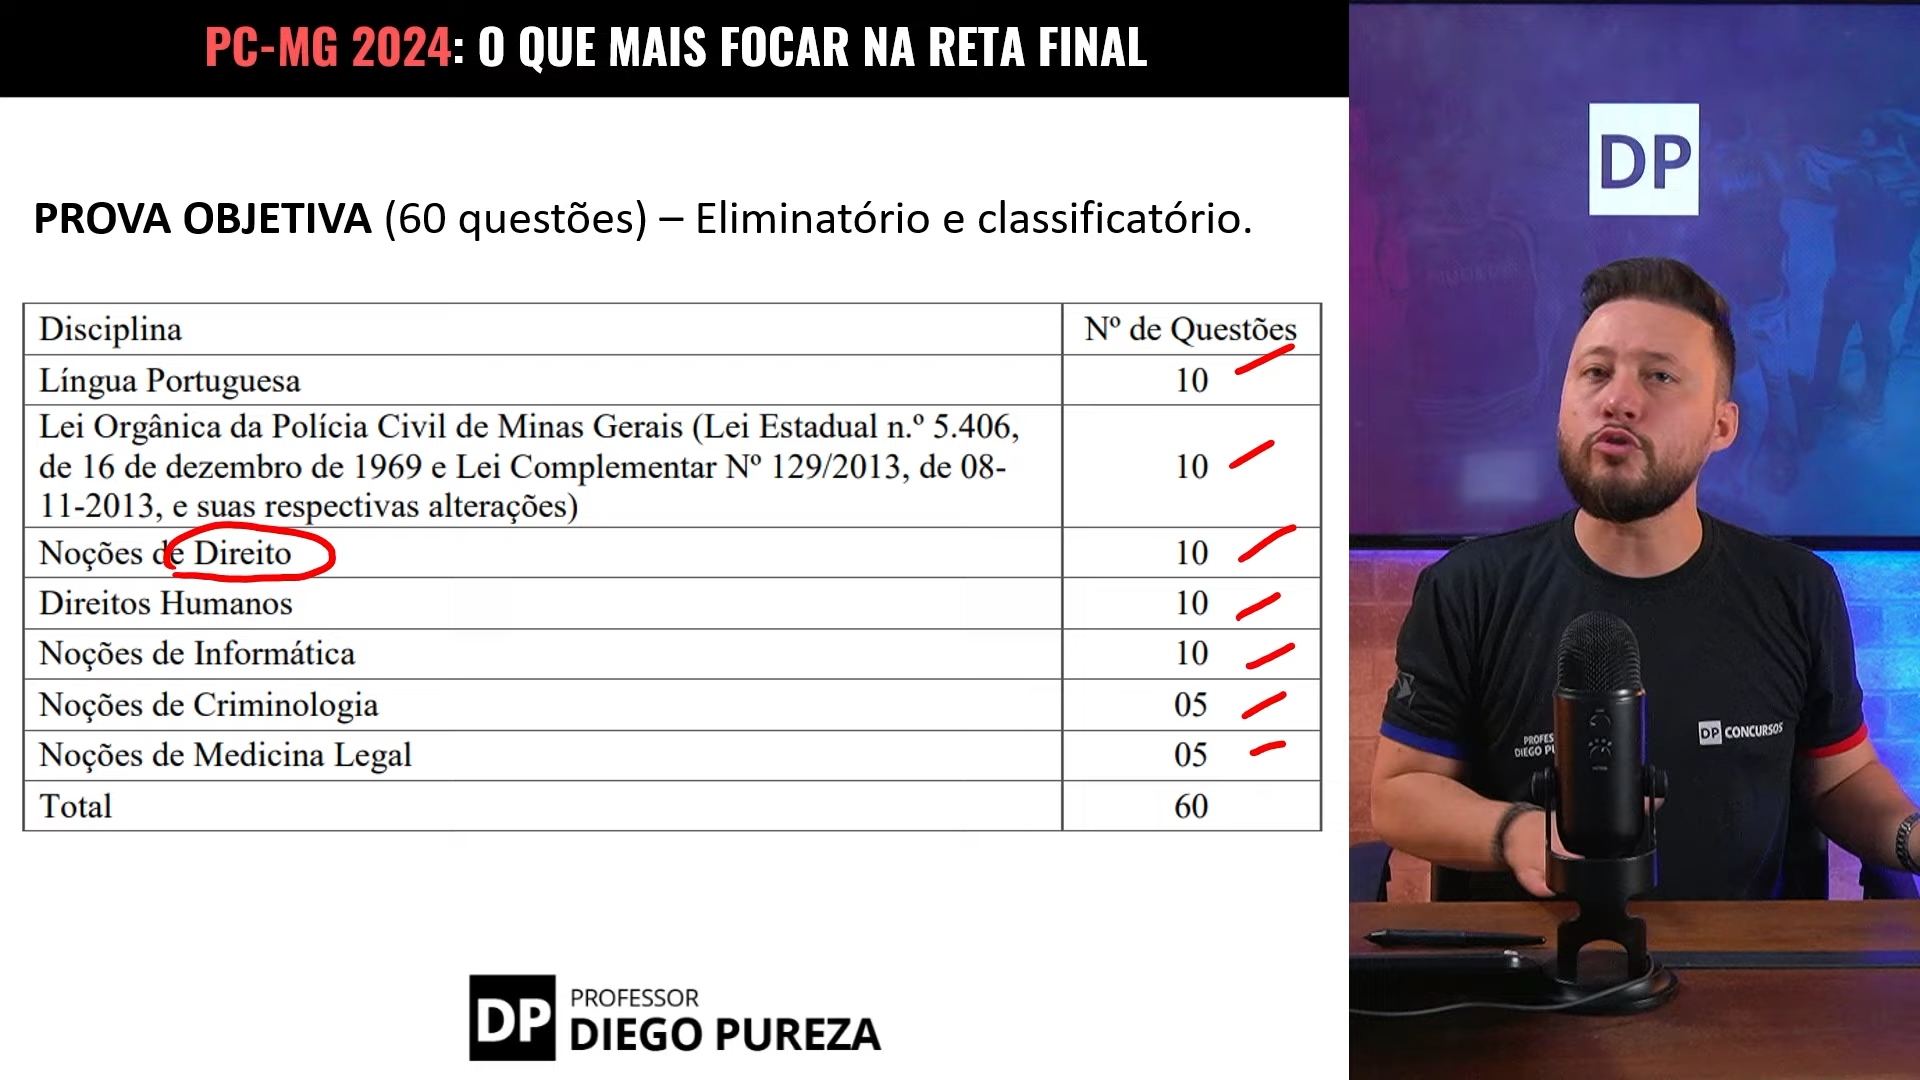 PC-MG 2024: O QUE MAIS FOCAR NA RETA FINAL
PROVA OBJETIVA (60 questões) – Eliminatório e classificatório.
Disciplina Nº de Questões
Língua Portuguesa 10
Lei Orgânica da Polícia Civil de Minas Gerais (Lei Estadual n.º 5.406,
de 16 de dezembro de 1969 e Lei Complementar Nº 129/2013, de 08-
11-2013, e suas respectivas alterações) 10
Noções de Direito 10
Direitos Humanos 10
Noções de Informática 10
Noções de Criminologia 05
Noções de Medicina Legal 05
Total 60
DP PROFESSOR
DIEGO PUREZA
DP
DP CONCURSOS
PROFES
DIEGO PU